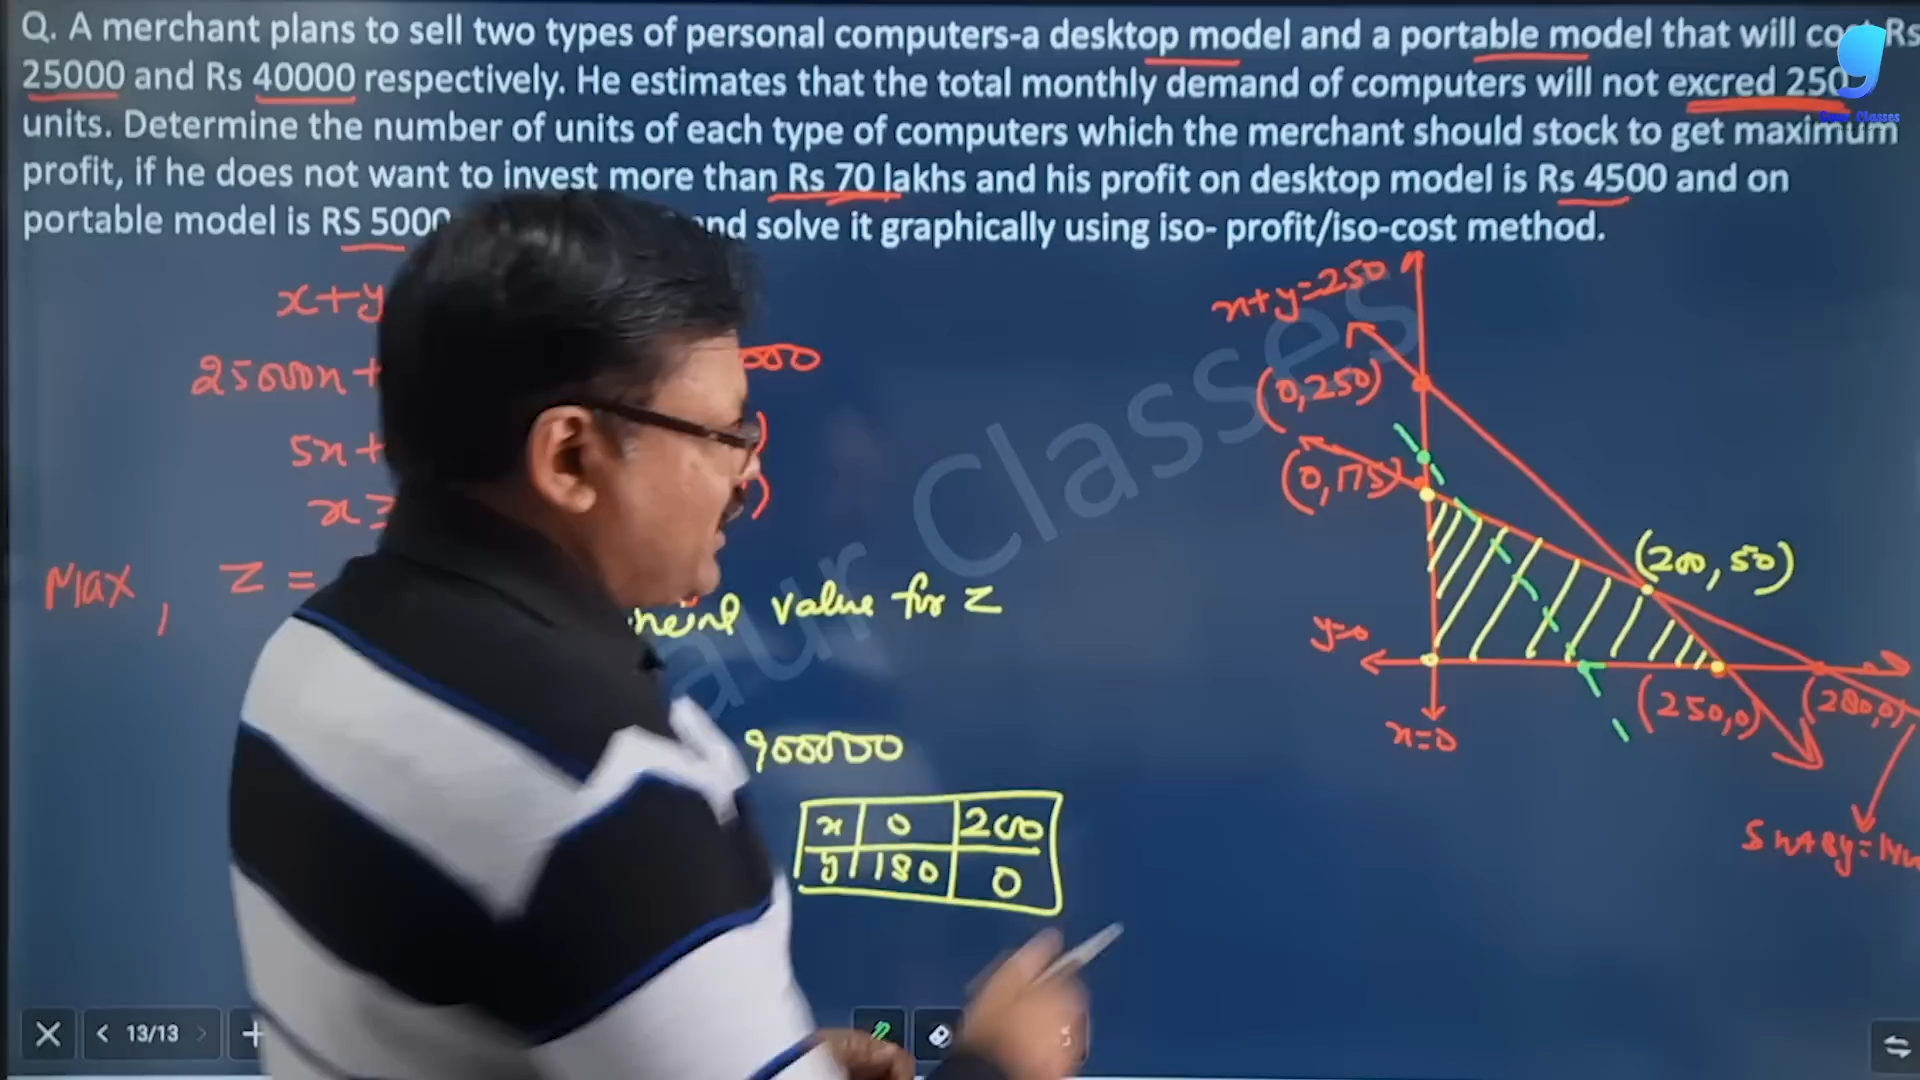 Q. A merchant plans to sell two types of personal computers-a desktop model and a portable model that will Rs
25000 and Rs 40000 respectively. He estimates that the total monthly demand of computers will not excred 250
units. Determine the number of units of each type of computers which the merchant should stock to get maximum
profit, if he does not want to invest more than Rs 70 lakhs and his profit on desktop model is Rs 4500 and on
portable model is RS 5000 and solve it graphically using iso- profit/iso-cost method.
x+y
25000x+
5x+
x≥
Max, Z =
value for Z
900000
x 0 200
y 180 0
x+y=250
(0,250)
(0,175)
(200,50)
y=0
(250,0)
(280,0)
x=0
Gaur Classes
13/13